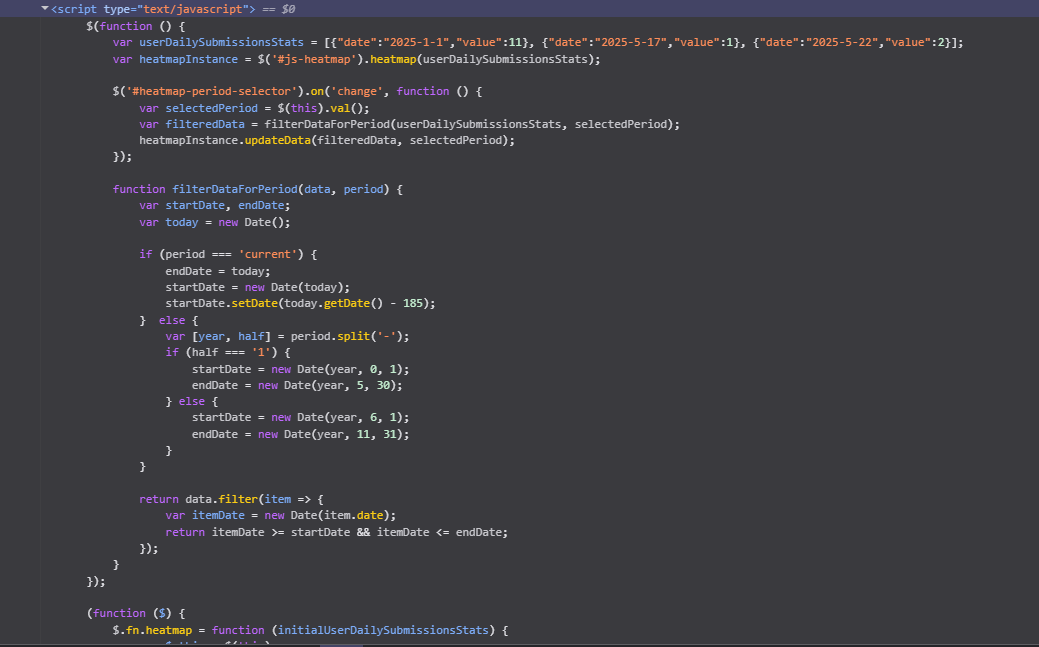 <script type="text/javascript"> == $0
$(function () {
var userDailySubmissionsStats = [{"date":"2025-1-1","value":11}, {"date":"2025-5-17","value":1}, {"date":"2025-5-22","value":2}];
var heatmapInstance = $('#js-heatmap').heatmap(userDailySubmissionsStats);
$('#heatmap-period-selector').on('change', function () {
var selectedPeriod = $(this).val();
var filteredData = filterDataForPeriod(userDailySubmissionsStats, selectedPeriod);
heatmapInstance.updateData(filteredData, selectedPeriod);
});
function filterDataForPeriod(data, period) {
var startDate, endDate;
var today = new Date();
if (period === 'current') {
endDate = today;
startDate = new Date(today);
startDate.setDate(today.getDate() - 185);
}  else {
var [year, half] = period.split('-');
if (half === '1') {
startDate = new Date(year, 0, 1);
endDate = new Date(year, 5, 30);
} else {
startDate = new Date(year, 6, 1);
endDate = new Date(year, 11, 31);
}
}
return data.filter(item => {
var itemDate = new Date(item.date);
return itemDate >= startDate && itemDate <= endDate;
});
}
});
(function ($) {
$.fn.heatmap = function (initialUserDailySubmissionsStats) {